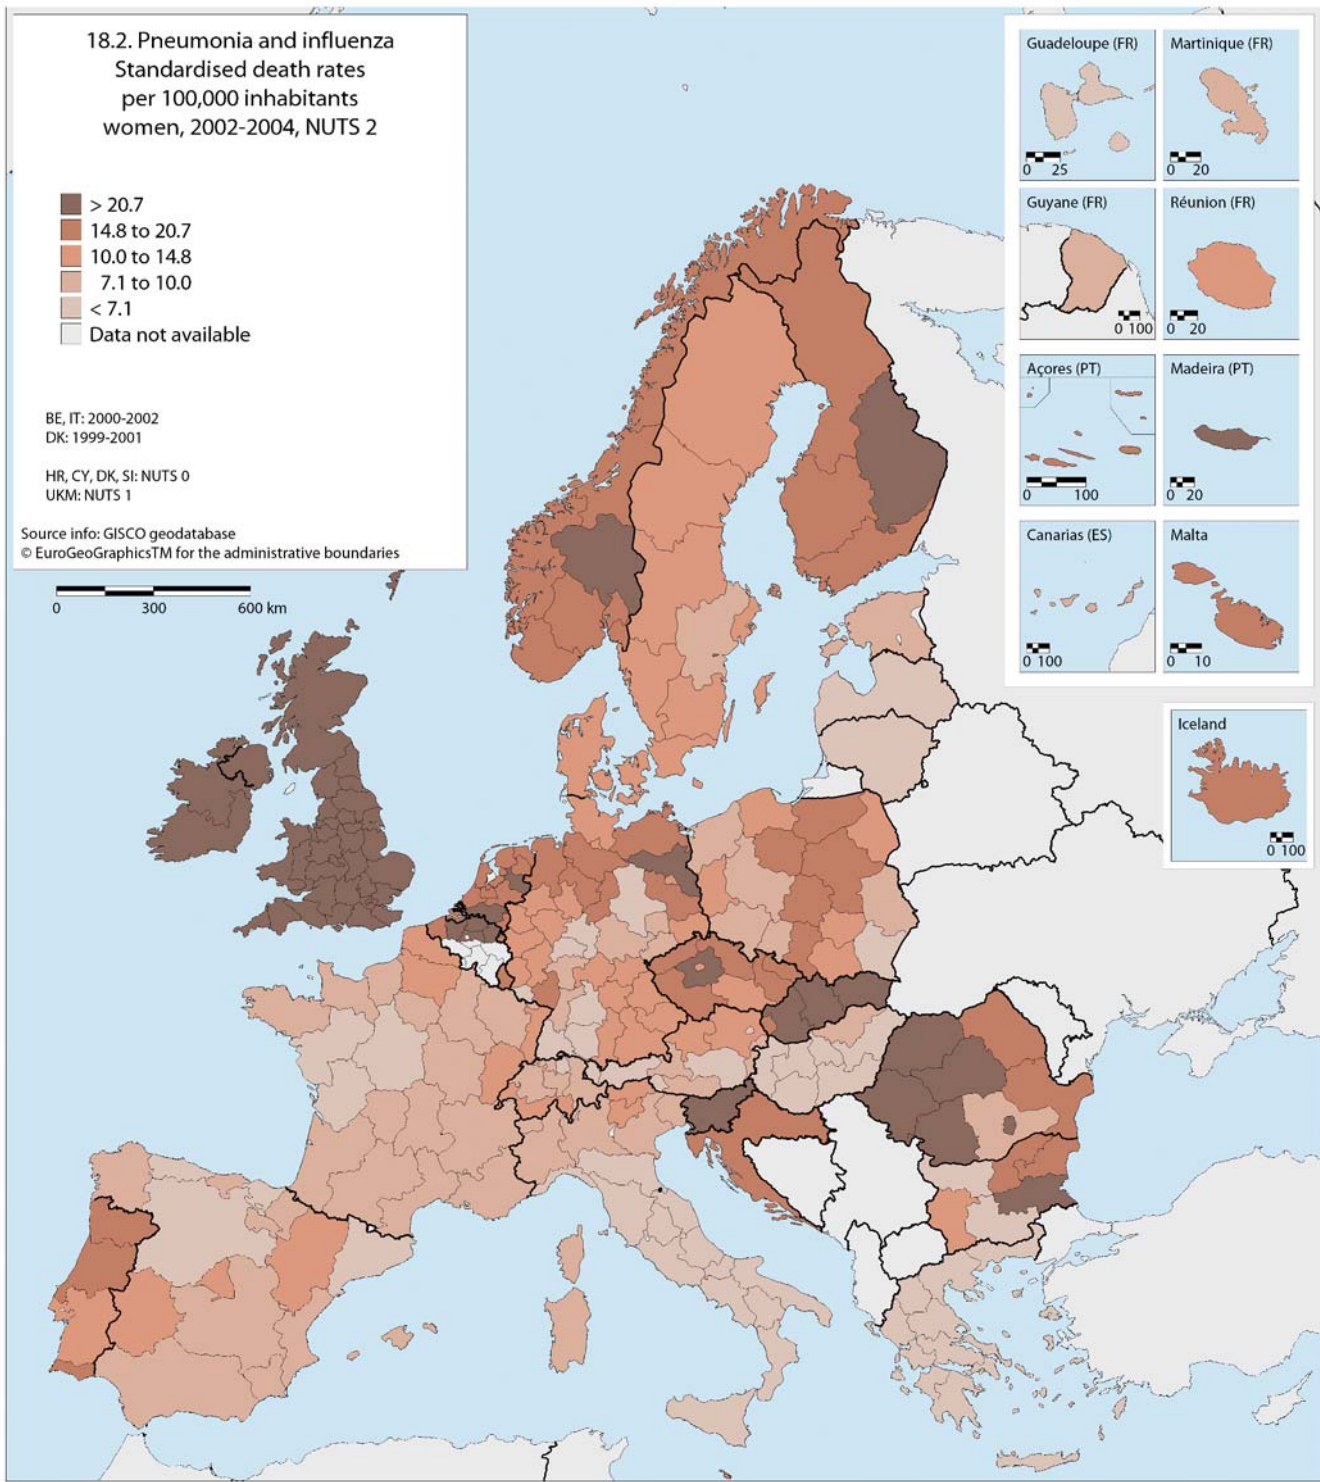 18.2. Pneumonia and influenza
Standardised death rates
per 100,000 inhabitants
women, 2002-2004, NUTS 2
> 20.7
14.8 to 20.7
10.0 to 14.8
7.1 to 10.0
< 7.1
Data not available
BE, IT: 2000-2002
DK: 1999-2001
HR, CY, DK, SI: NUTS 0
UKM: NUTS 1
Source info: GISCO geodatabase
© EuroGeoGraphicsTM for the administrative boundaries
0 300 600 km
Guadeloupe (FR)
0 25
Martinique (FR)
0 20
Guyane (FR)
0 100
Réunion (FR)
0 20
Açores (PT)
0 100
Madeira (PT)
0 20
Canarias (ES)
0 100
Malta
0 10
Iceland
0 100